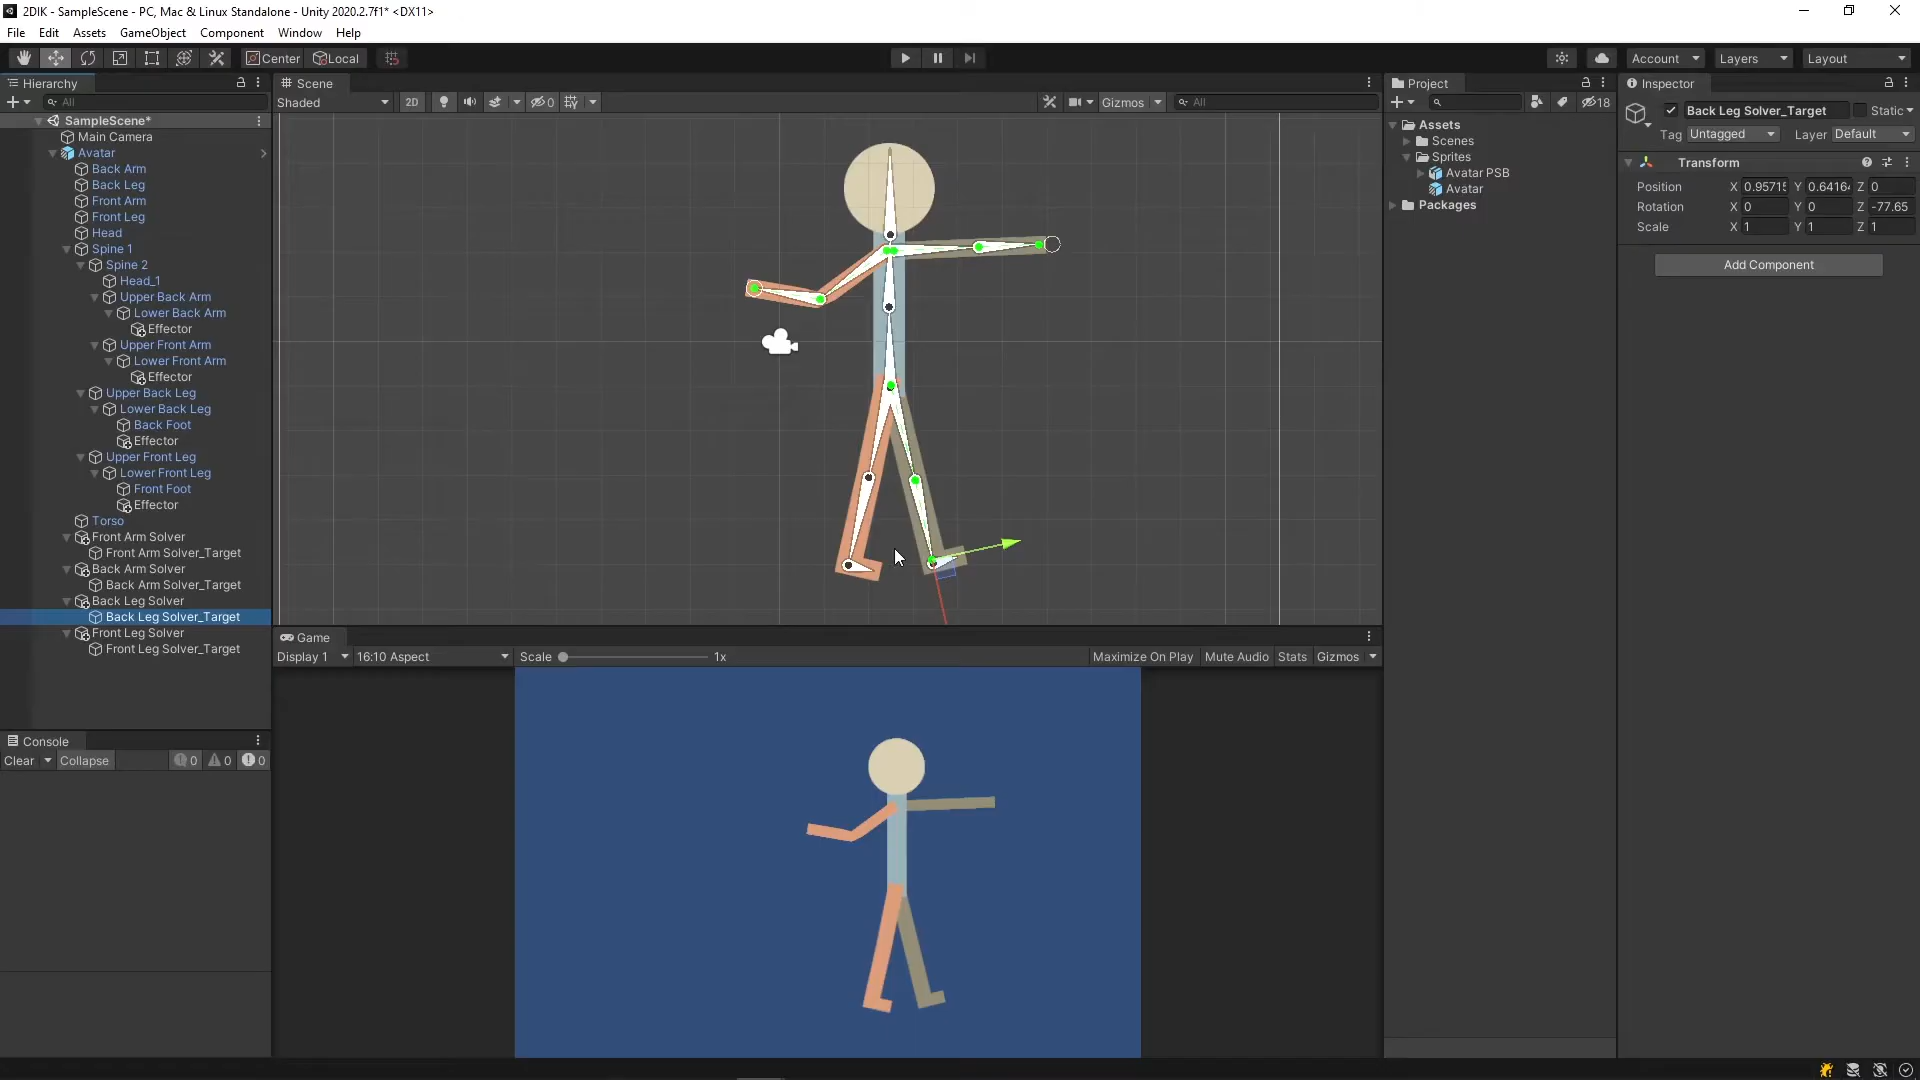 2DIK - SampleScene - PC, Mac & Linux Standalone - Unity 2020.2.7f1* <DX11>
File Edit Assets GameObject Component Window Help
Center Local Account Layers Layout
Hierarchy
All
SampleScene*
Main Camera
Avatar
Back Arm
Back Leg
Front Arm
Front Leg
Head
Spine 1
Spine 2
Head_1
Upper Back Arm
Lower Back Arm
Effector
Upper Front Arm
Lower Front Arm
Effector
Upper Back Leg
Lower Back Leg
Back Foot
Effector
Upper Front Leg
Lower Front Leg
Front Foot
Effector
Torso
Front Arm Solver
Front Arm Solver_Target
Back Arm Solver
Back Arm Solver_Target
Back Leg Solver
Back Leg Solver_Target
Front Leg Solver
Front Leg Solver_Target
Console
Clear Collapse 0 0 0
Scene
Shaded 2D 0 Gizmos All
Game
Display 1 16:10 Aspect Scale 1x Maximize On Play Mute Audio Stats Gizmos
Project
18
Assets
Scenes
Sprites
Avatar PSB
Avatar
Packages
Inspector
Back Leg Solver_Target Static
Tag Untagged Layer Default
Transform
Position X 0.9571 Y 0.6416 Z 0
Rotation X 0 Y 0 Z -77.65
Scale X 1 Y 1 Z 1
Add Component